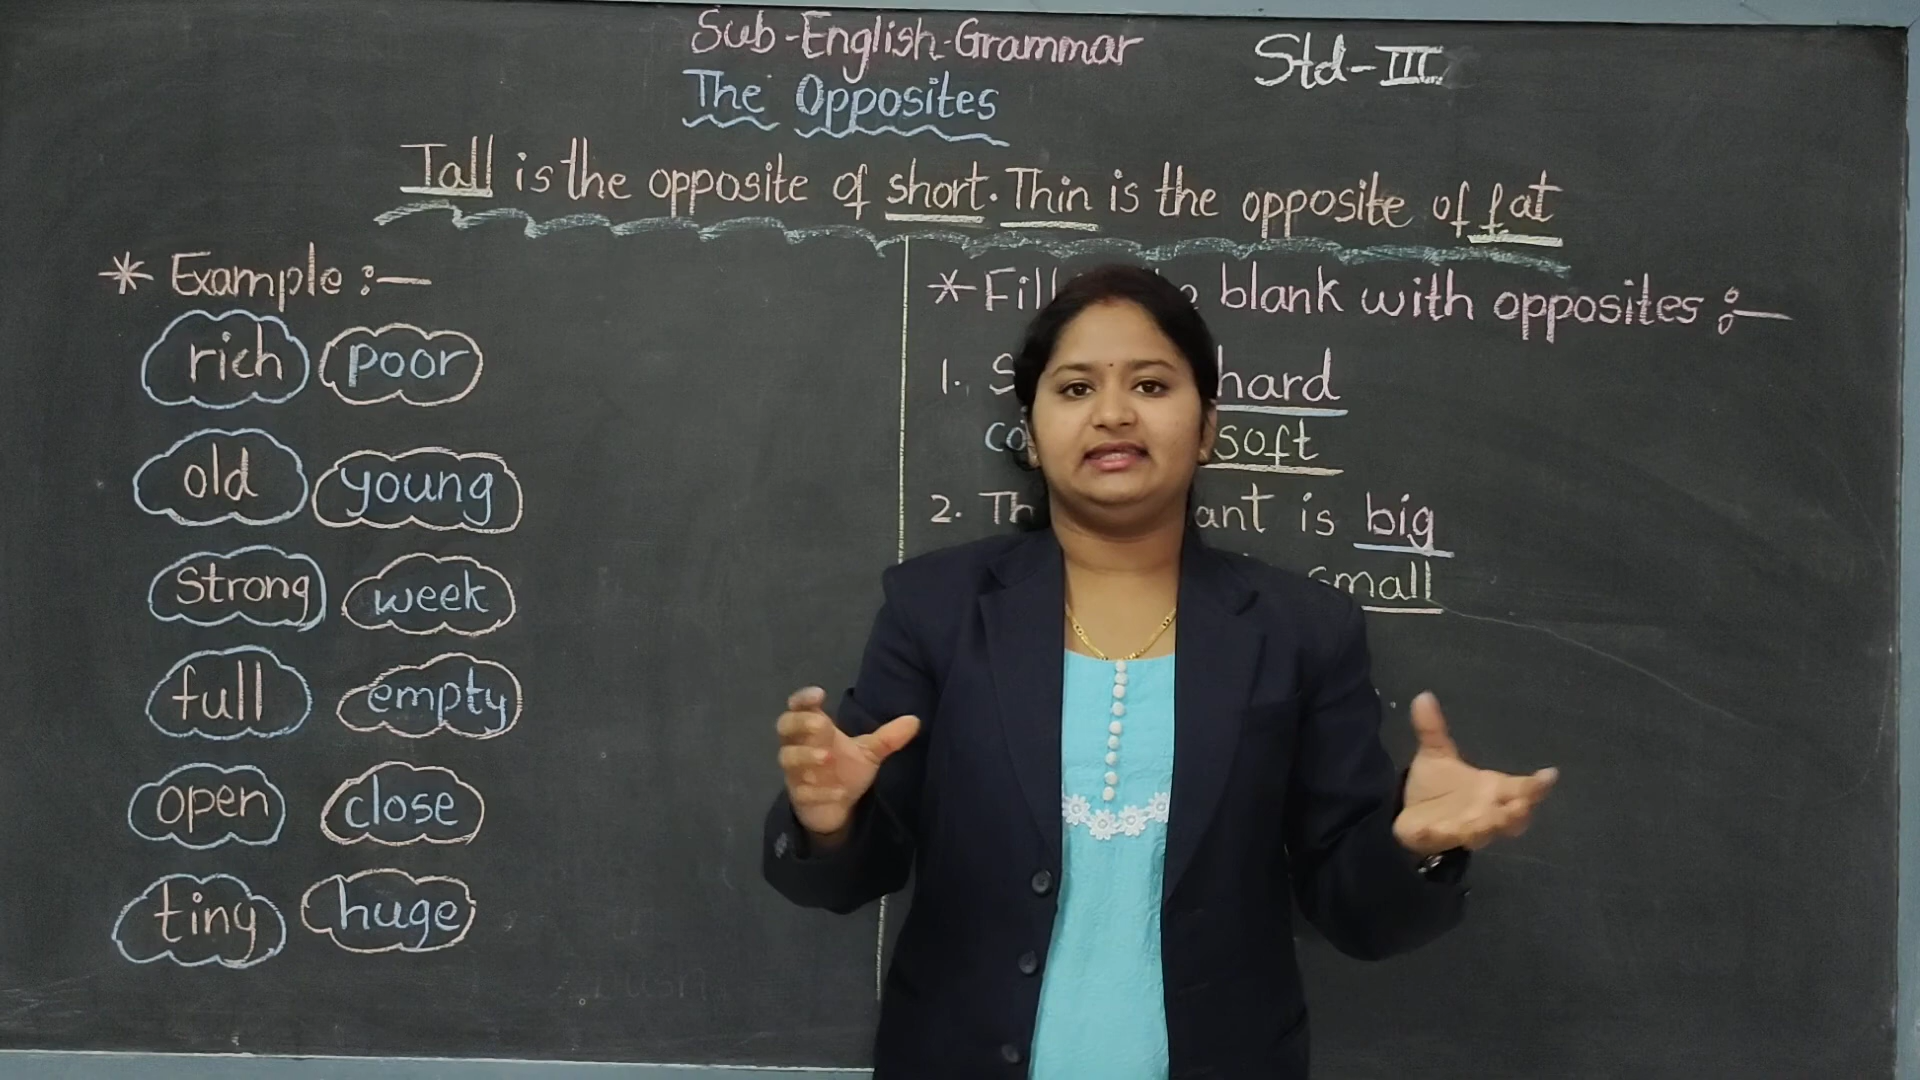 Sub-English-Grammar
Std-III
The Opposites
Tall is the opposite of short. Thin is the opposite of fat
* Example :-
rich poor
old young
strong week
full empty
open close
tiny huge
* Fill blank with opposites :-
1. hard
soft
2. is big
small